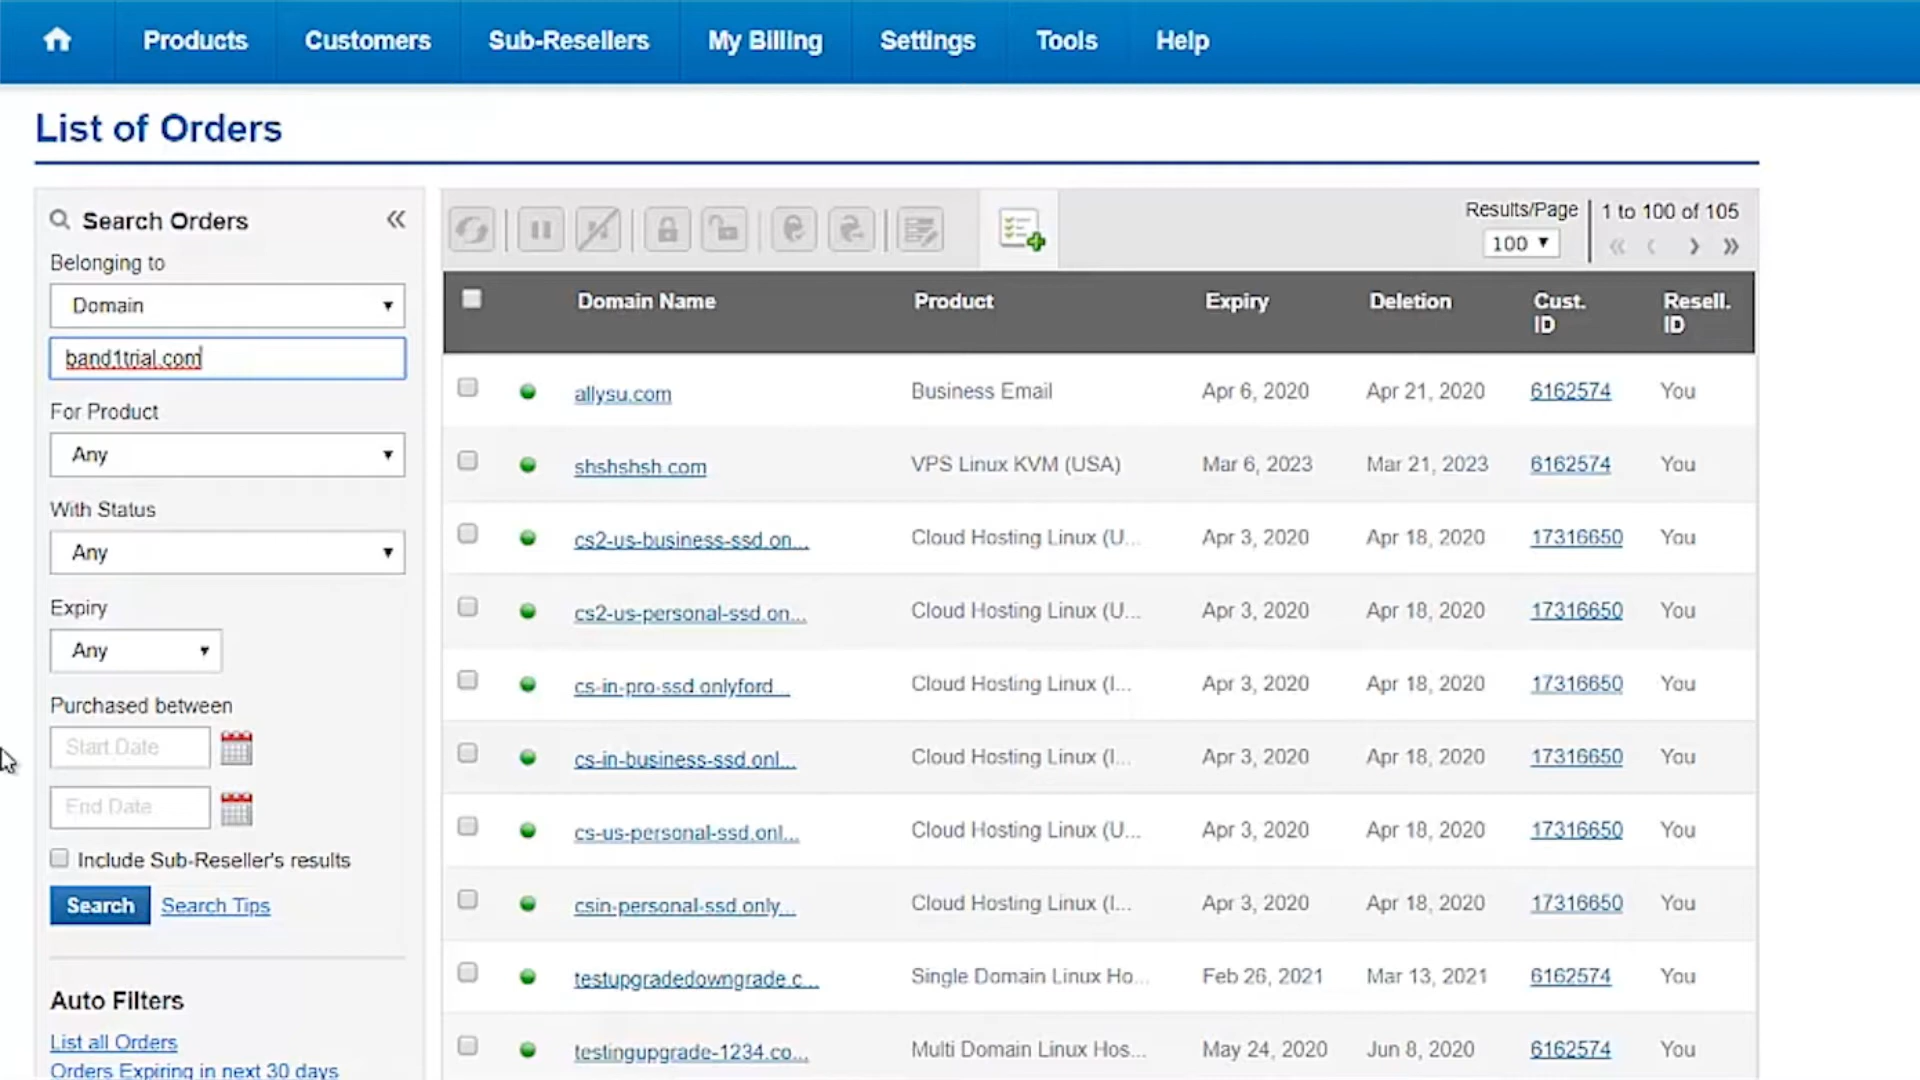 Products Customers Sub-Resellers My Billing Settings Tools Help
List of Orders
Search Orders
Belonging to
Domain
band1trial.com
For Product
Any
With Status
Any
Expiry
Any
Purchased between
Start Date
End Date
Include Sub-Reseller's results
Search Search Tips
Auto Filters
List all Orders
Orders Expiring in next 30 days
Results/Page 1 to 100 of 105
100
Domain Name Product Expiry Deletion Cust. ID Resell. ID
allysu.com Business Email Apr 6, 2020 Apr 21, 2020 6162574 You
shshshsh.com VPS Linux KVM (USA) Mar 6, 2023 Mar 21, 2023 6162574 You
cs2-us-business-ssd.on... Cloud Hosting Linux (U... Apr 3, 2020 Apr 18, 2020 17316650 You
cs2-us-personal-ssd.on... Cloud Hosting Linux (U... Apr 3, 2020 Apr 18, 2020 17316650 You
cs-in-pro-ssd.onlyford... Cloud Hosting Linux (I... Apr 3, 2020 Apr 18, 2020 17316650 You
cs-in-business-ssd.onl... Cloud Hosting Linux (I... Apr 3, 2020 Apr 18, 2020 17316650 You
cs-us-personal-ssd.onl... Cloud Hosting Linux (U... Apr 3, 2020 Apr 18, 2020 17316650 You
csin-personal-ssd.only... Cloud Hosting Linux (I... Apr 3, 2020 Apr 18, 2020 17316650 You
testupgradedowngrade.c... Single Domain Linux Ho... Feb 26, 2021 Mar 13, 2021 6162574 You
testingupgrade-1234.co... Multi Domain Linux Hos... May 24, 2020 Jun 8, 2020 6162574 You